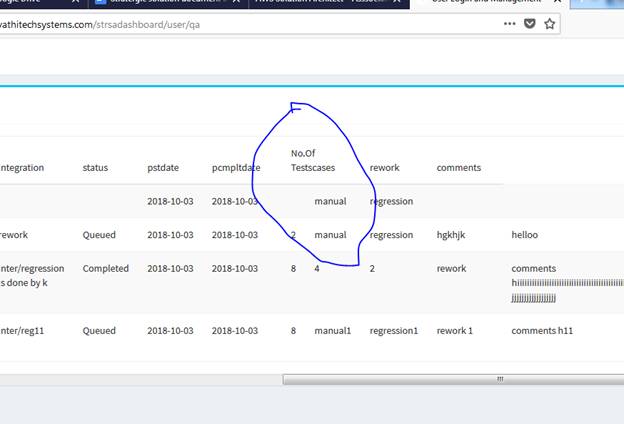 vathitechsystems.com/strsadashboard/user/qa
No.Of
ntegration status pstdate pcmpltdate Testscases rework comments
2018-10-03 2018-10-03 manual regression
rework Queued 2018-10-03 2018-10-03 2 manual regression hgkhjk helloo
nter/regression Completed 2018-10-03 2018-10-03 8 4 2 rework comments
s done by k
nter/reg11 Queued 2018-10-03 2018-10-03 8 manual1 regression1 rework 1 comments h11